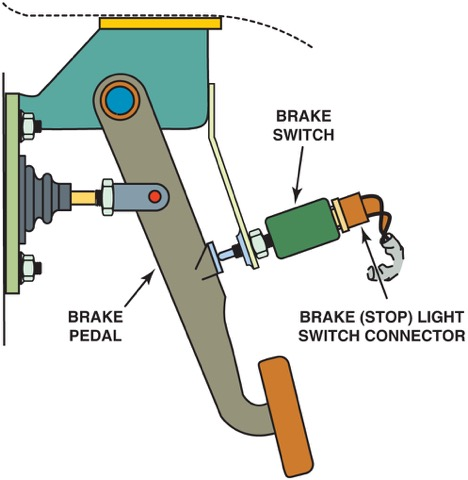 BRAKE
SWITCH
BRAKE
PEDAL
BRAKE (STOP) LIGHT
SWITCH CONNECTOR